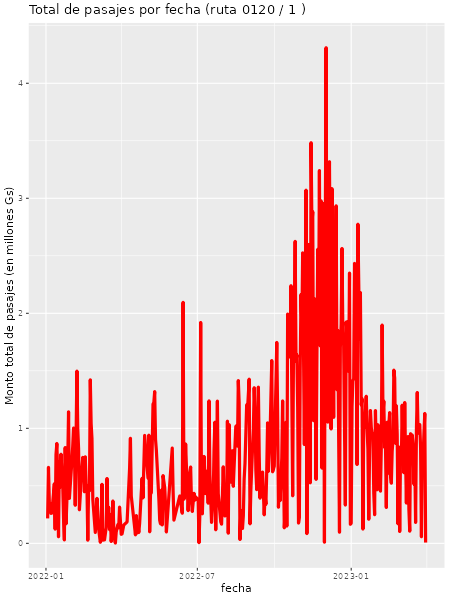 Total de pasajes por fecha (ruta 0120 / 1 )
Monto total de pasajes (en millones Gs)
4
3
2
1
0
2022-01
2022-07
2023-01
fecha